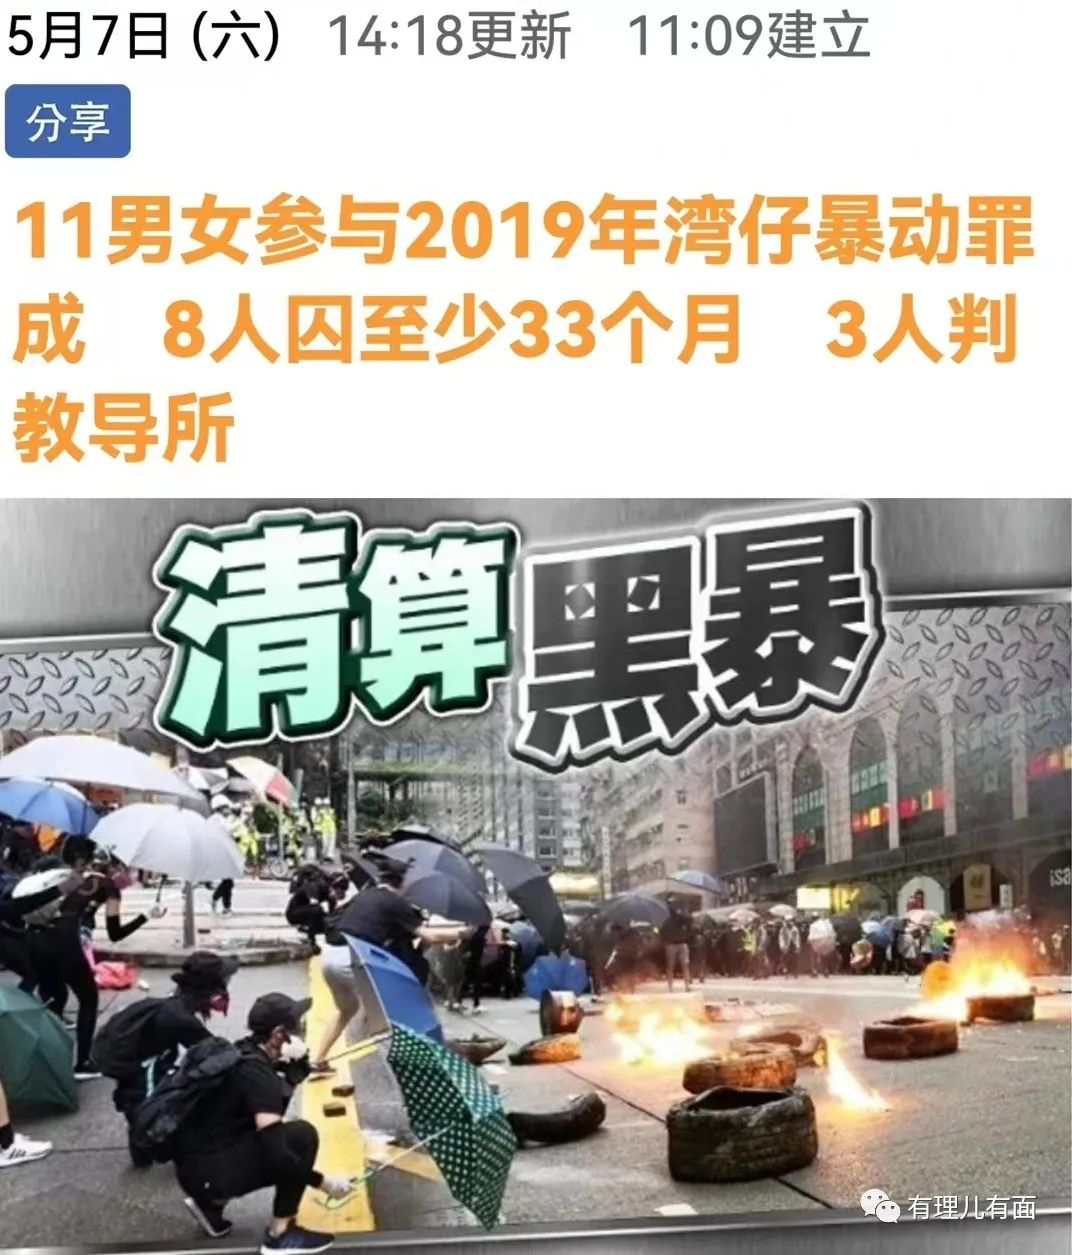 5月7日 (六) 14:18更新 11:09建立
分享
11男女参与2019年湾仔暴动罪
成 8人囚至少33个月 3人判
教导所
清算黑暴
isa
有理儿有面